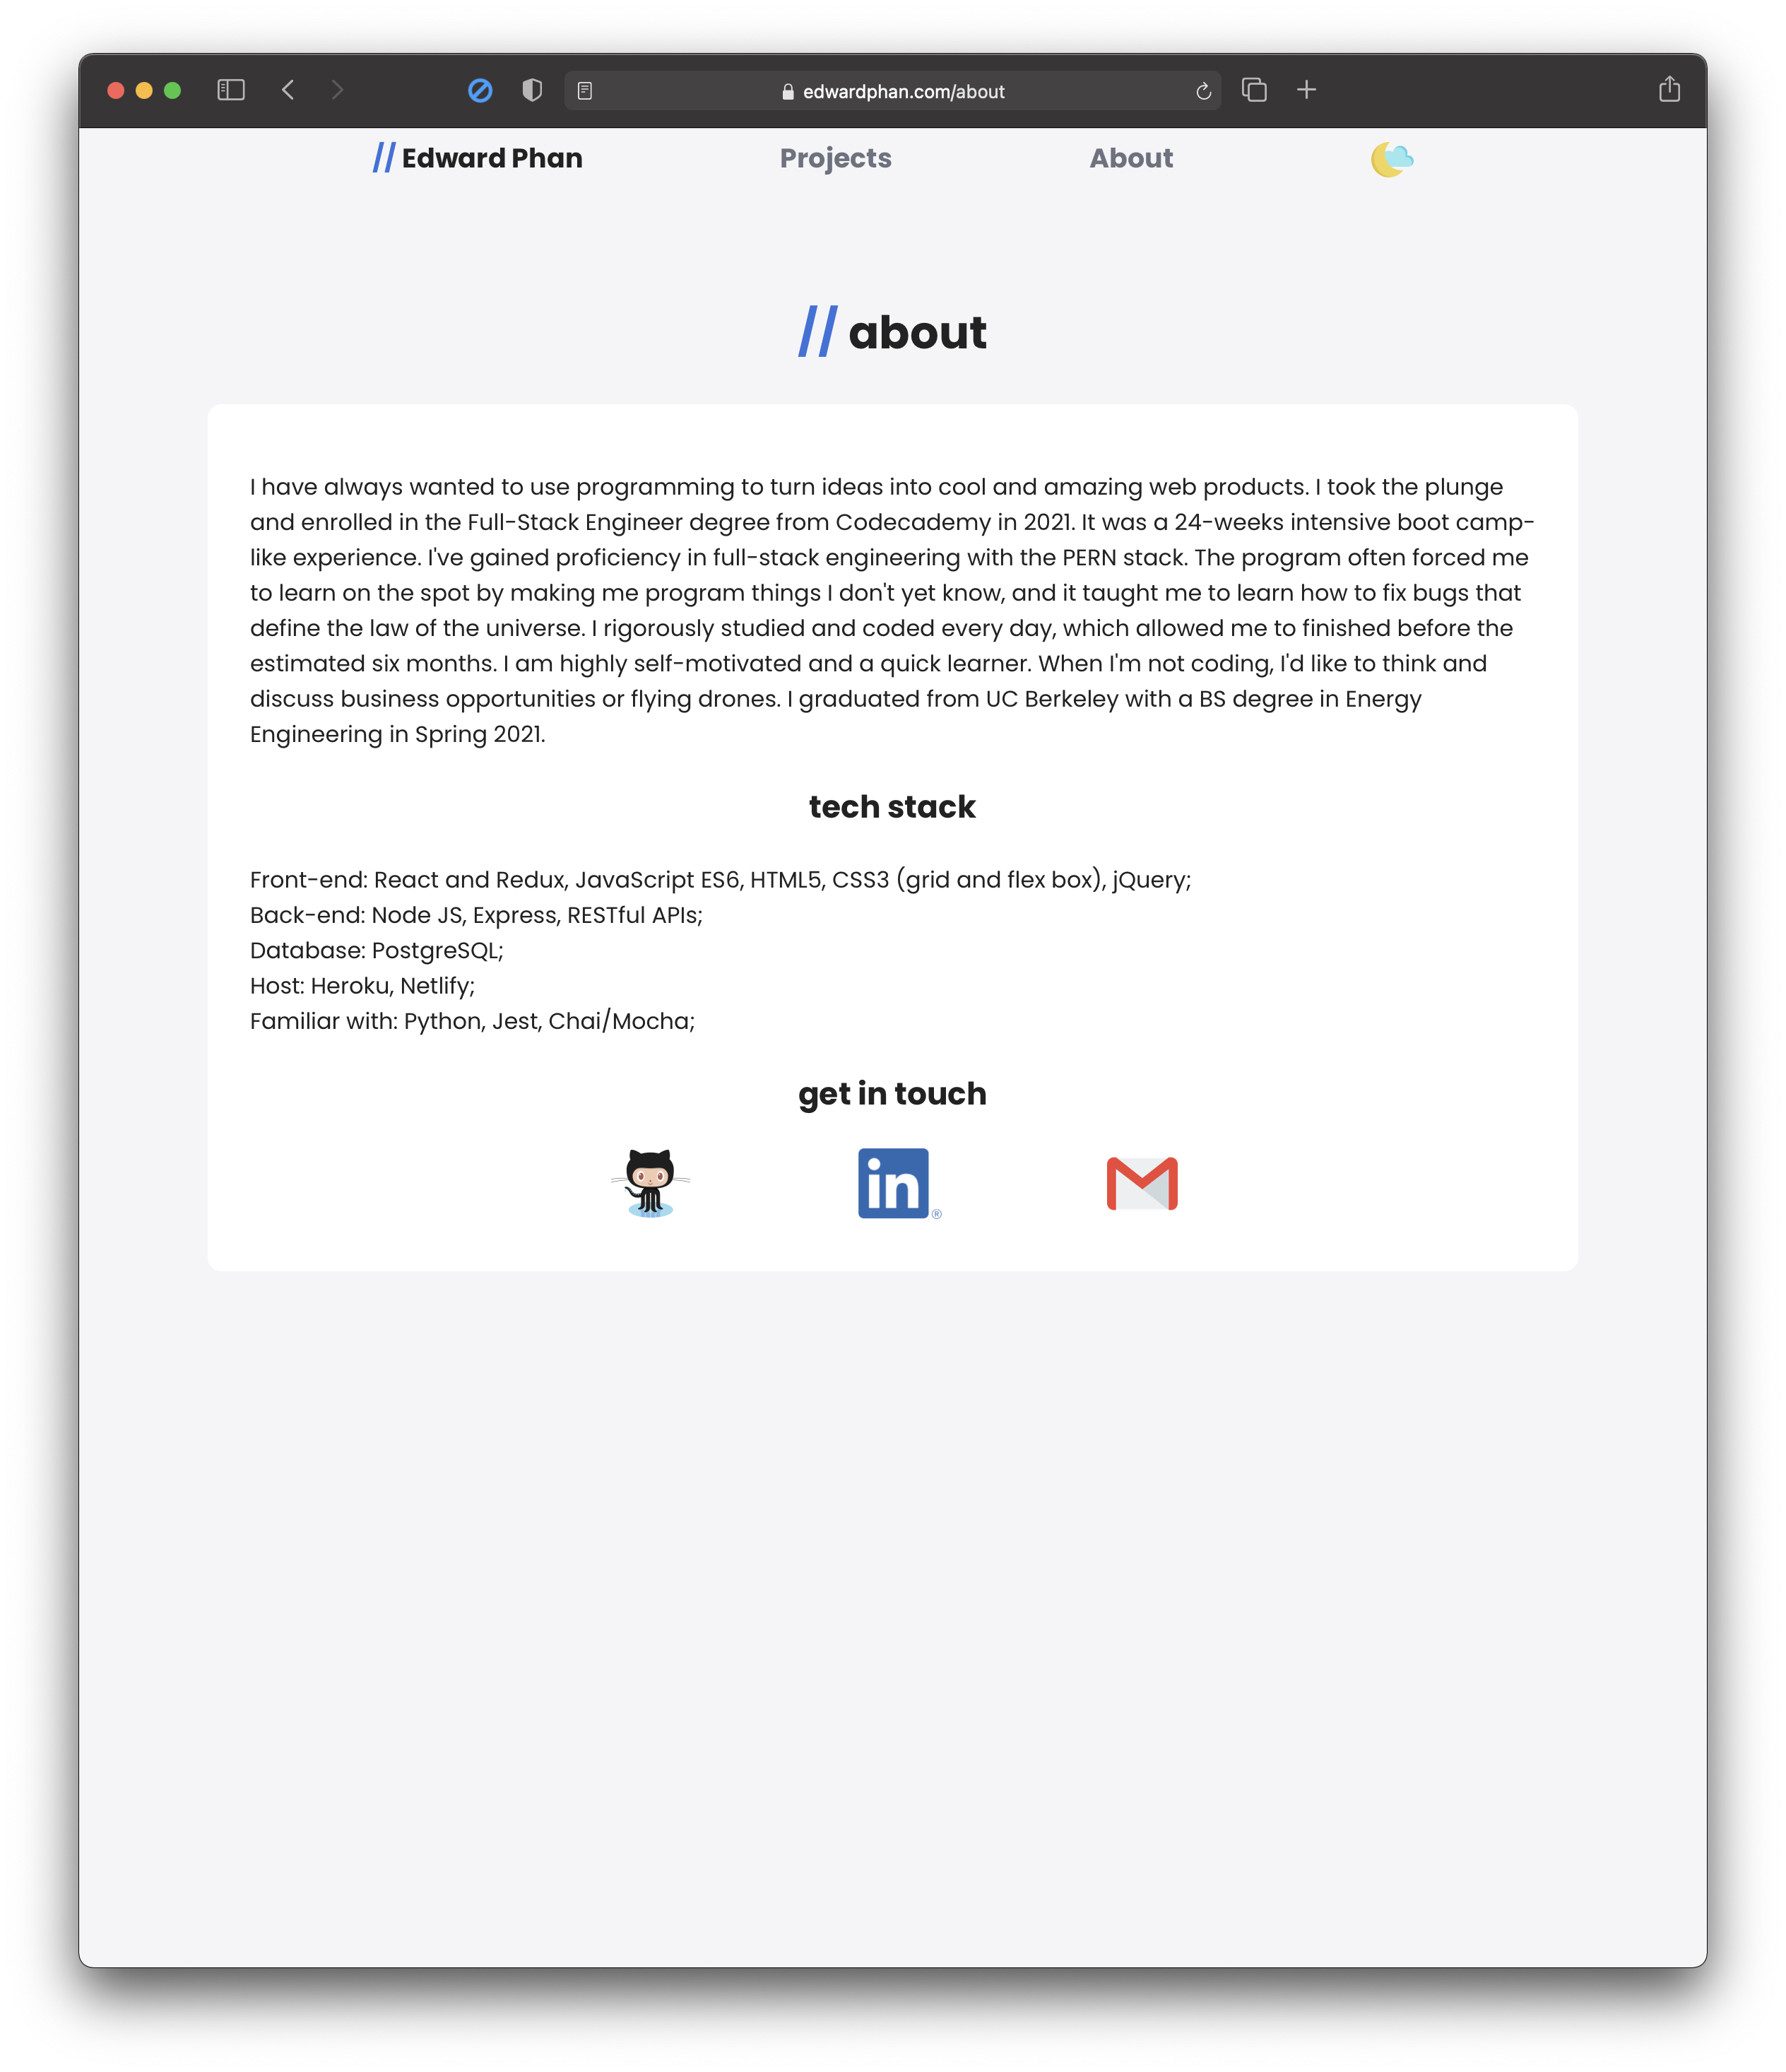 edwardphan.com/about
// Edward Phan
Projects
About
// about
I have always wanted to use programming to turn ideas into cool and amazing web products. I took the plunge
and enrolled in the Full-Stack Engineer degree from Codecademy in 2021. It was a 24-weeks intensive boot camp-
like experience. I've gained proficiency in full-stack engineering with the PERN stack. The program often forced me
to learn on the spot by making me program things I don't yet know, and it taught me to learn how to fix bugs that
define the law of the universe. I rigorously studied and coded every day, which allowed me to finished before the
estimated six months. I am highly self-motivated and a quick learner. When I'm not coding, I'd like to think and
discuss business opportunities or flying drones. I graduated from UC Berkeley with a BS degree in Energy
Engineering in Spring 2021.
tech stack
Front-end: React and Redux, JavaScript ES6, HTML5, CSS3 (grid and flex box), jQuery;
Back-end: Node JS, Express, RESTful APIs;
Database: PostgreSQL;
Host: Heroku, Netlify;
Familiar with: Python, Jest, Chai/Mocha;
get in touch
in ®